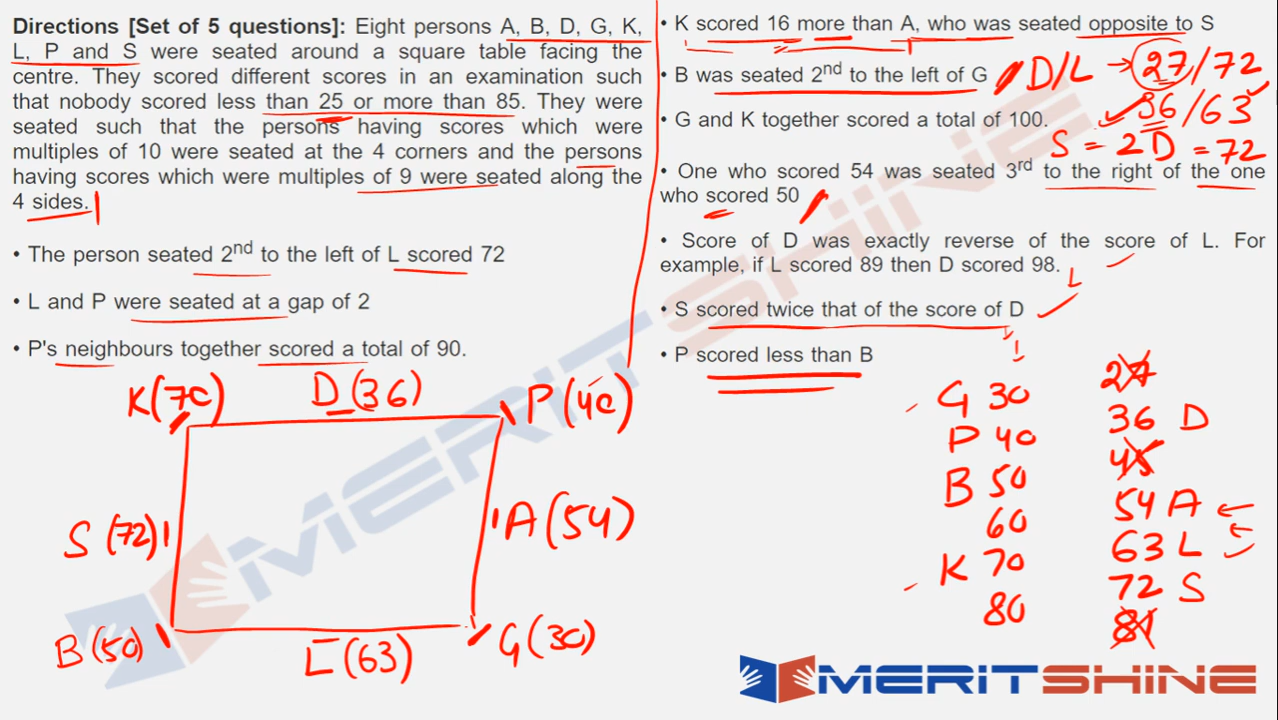 Directions [Set of 5 questions]: Eight persons A, B, D, G, K,
L, P and S were seated around a square table facing the
centre. They scored different scores in an examination such
that nobody scored less than 25 or more than 85. They were
seated such that the persons having scores which were
multiples of 10 were seated at the 4 corners and the persons
having scores which were multiples of 9 were seated along the
4 sides.
• The person seated 2nd to the left of L scored 72
• L and P were seated at a gap of 2
• P's neighbours together scored a total of 90.
• K scored 16 more than A, who was seated opposite to S
• B was seated 2nd to the left of G
D/L → 27/72
• G and K together scored a total of 100.
36/63
S = 2D = 72
• One who scored 54 was seated 3rd to the right of the one
who scored 50
• Score of D was exactly reverse of the score of L. For
example, if L scored 89 then D scored 98.
L
• S scored twice that of the score of D
• P scored less than B
K(70) D(36) P(40)
S(72) A(54)
B(50) L(63) G(30)
G 30 27
P 40 36 D
B 50 45
60 54 A
K 70 63 L
80 72 S
81
MERITSHINE
MERITSHINE